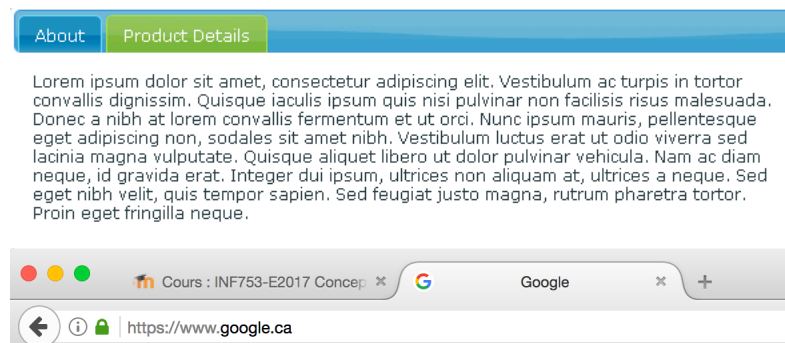 About Product Details
Lorem ipsum dolor sit amet, consectetur adipiscing elit. Vestibulum ac turpis in tortor
convallis dignissim. Quisque iaculis ipsum quis nisi pulvinar non facilisis risus malesuada.
Donec a nibh at lorem convallis fermentum et ut orci. Nunc ipsum mauris, pellentesque
eget adipiscing non, sodales sit amet nibh. Vestibulum luctus erat ut odio viverra sed
lacinia magna vulputate. Quisque aliquet libero ut dolor pulvinar vehicula. Nam ac diam
neque, id gravida erat. Integer dui ipsum, ultrices non aliquam at, ultrices a neque. Sed
eget nibh velit, quis tempor sapien. Sed feugiat justo magna, rutrum pharetra tortor.
Proin eget fringilla neque.
Cours : INF753-E2017 Concep Google
https://www.google.ca